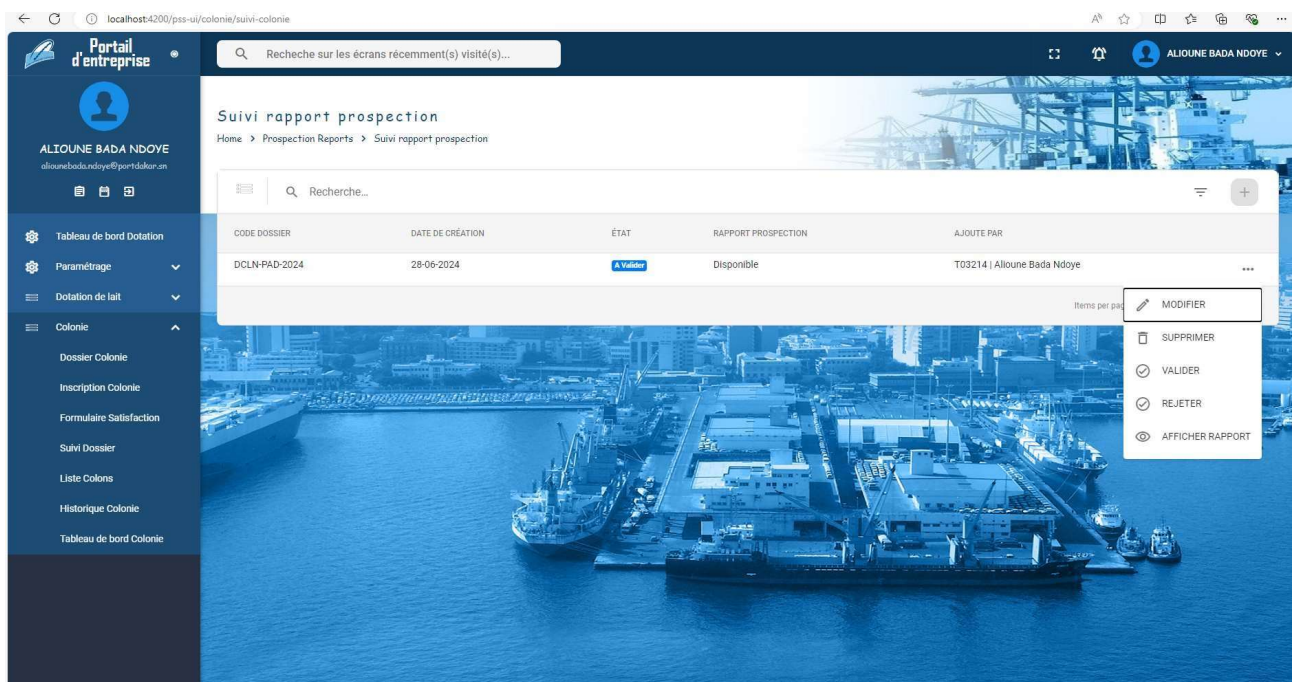 localhost:4200/pss-ui/colonie/suivi-colonie
Portail
d'entreprise
Recheche sur les écrans récemment(s) visité(s)...
ALIOUNE BADA NDOYE
ALIOUNE BADA NDOYE
aliounebada.ndoye@portdakar.sn
Suivi rapport prospection
Home > Prospection Reports > Suivi rapport prospection
Recherche...
CODE DOSSIER DATE DE CRÉATION ÉTAT RAPPORT PROSPECTION AJOUTE PAR
DCLN-PAD-2024 28-06-2024 A Valider Disponible T03214 | Alioune Bada Ndoye
Items per pag
MODIFIER
SUPPRIMER
VALIDER
REJETER
AFFICHER RAPPORT
Tableau de bord Dotation
Paramétrage
Dotation de lait
Colonie
Dossier Colonie
Inscription Colonie
Formulaire Satisfaction
Suivi Dossier
Liste Colons
Historique Colonie
Tableau de bord Colonie